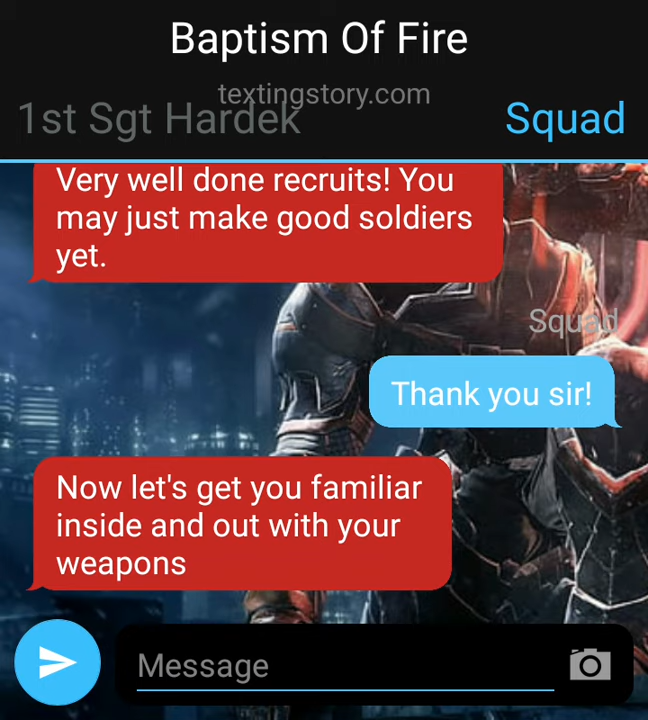 Baptism Of Fire
textingstory.com
1st Sgt Hardek
Squad
Very well done recruits! You
may just make good soldiers
yet.
Squad
Thank you sir!
Now let's get you familiar
inside and out with your
weapons
Message